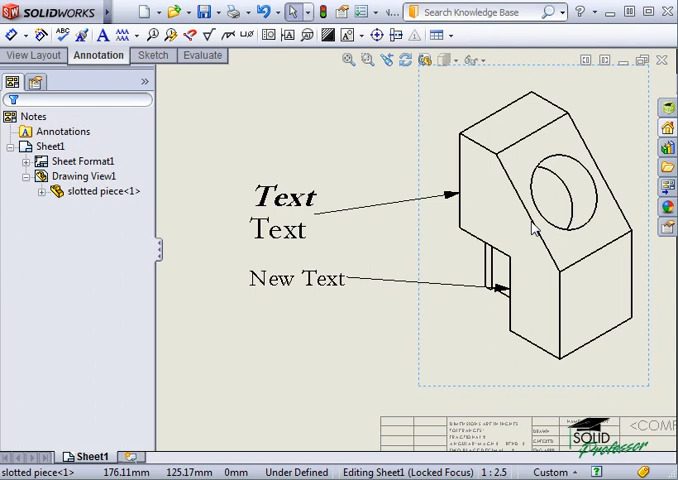 SW SOLIDWORKS
Search Knowledge Base
View Layout Annotation Sketch Evaluate
Notes
Annotations
Sheet1
Sheet Format1
Drawing View1
slotted piece<1>
Text
Text
New Text
<COMP
SOLID
Professor
Sheet1
slotted piece<1> 176.11mm 125.17mm 0mm Under Defined Editing Sheet1 (Locked Focus) 1 : 2.5 Custom